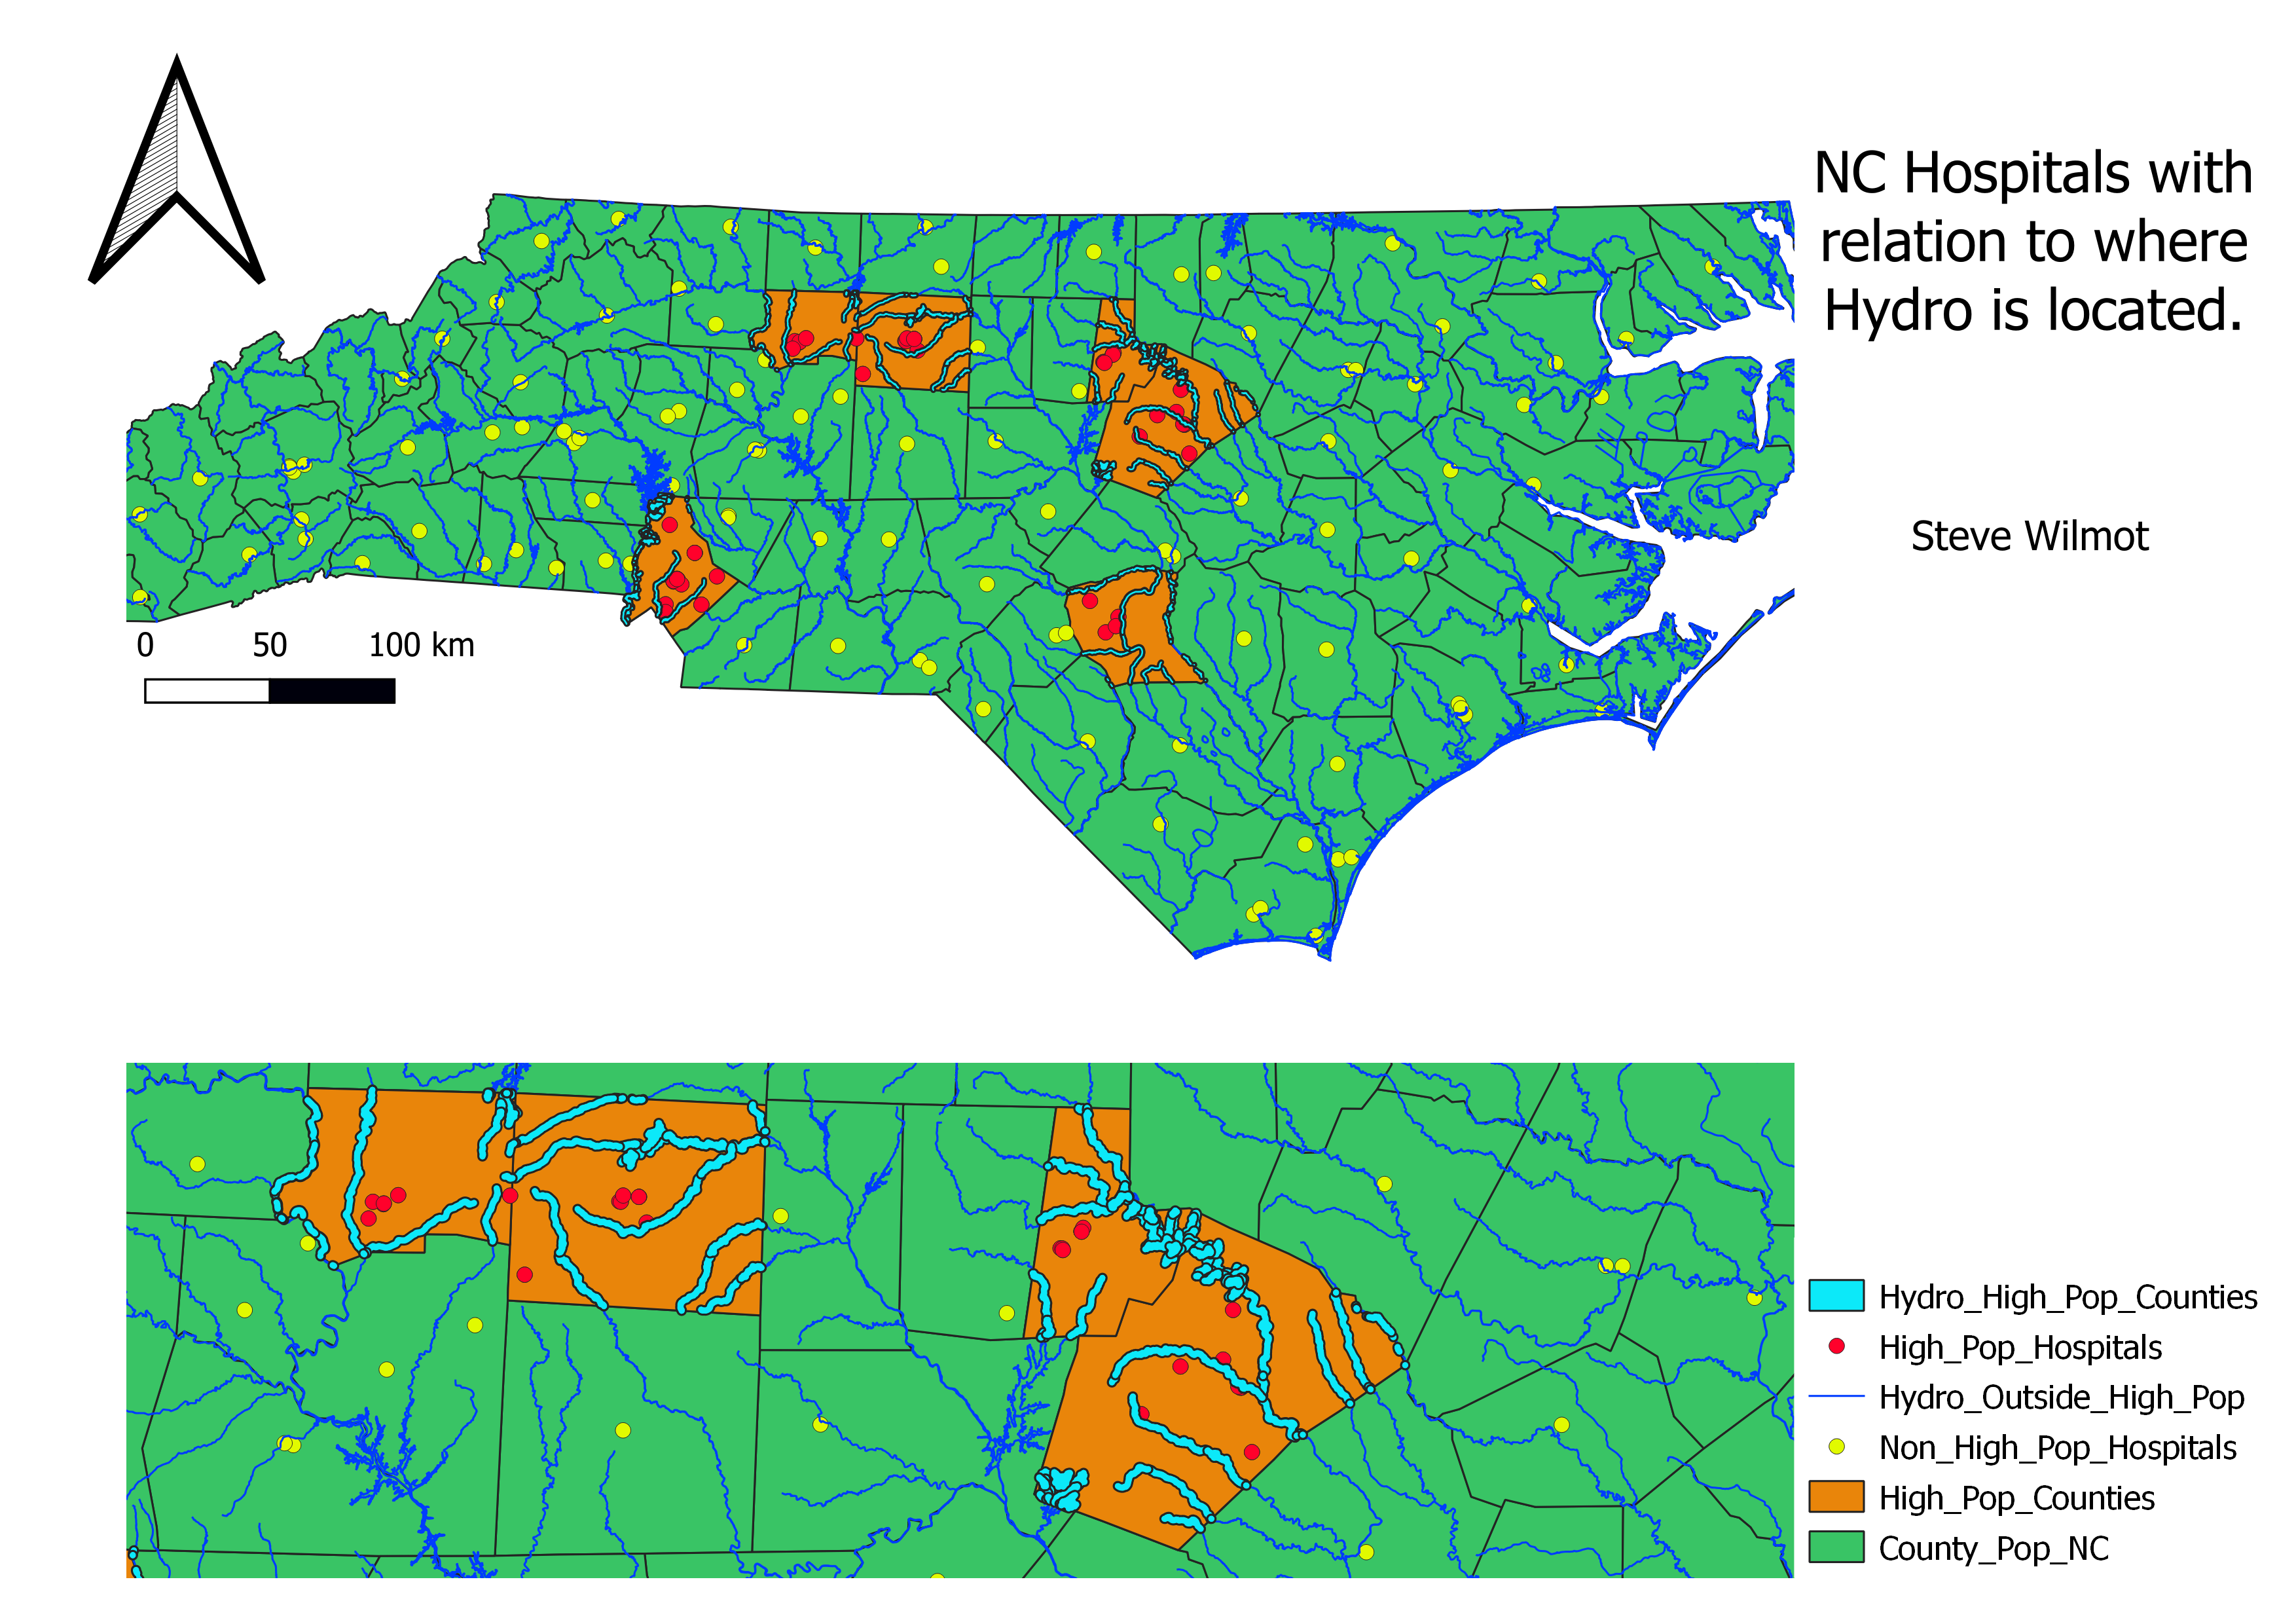 NC Hospitals with
relation to where
Hydro is located.
Steve Wilmot
0 50 100 km
Hydro_High_Pop_Counties
High_Pop_Hospitals
Hydro_Outside_High_Pop
Non_High_Pop_Hospitals
High_Pop_Counties
County_Pop_NC